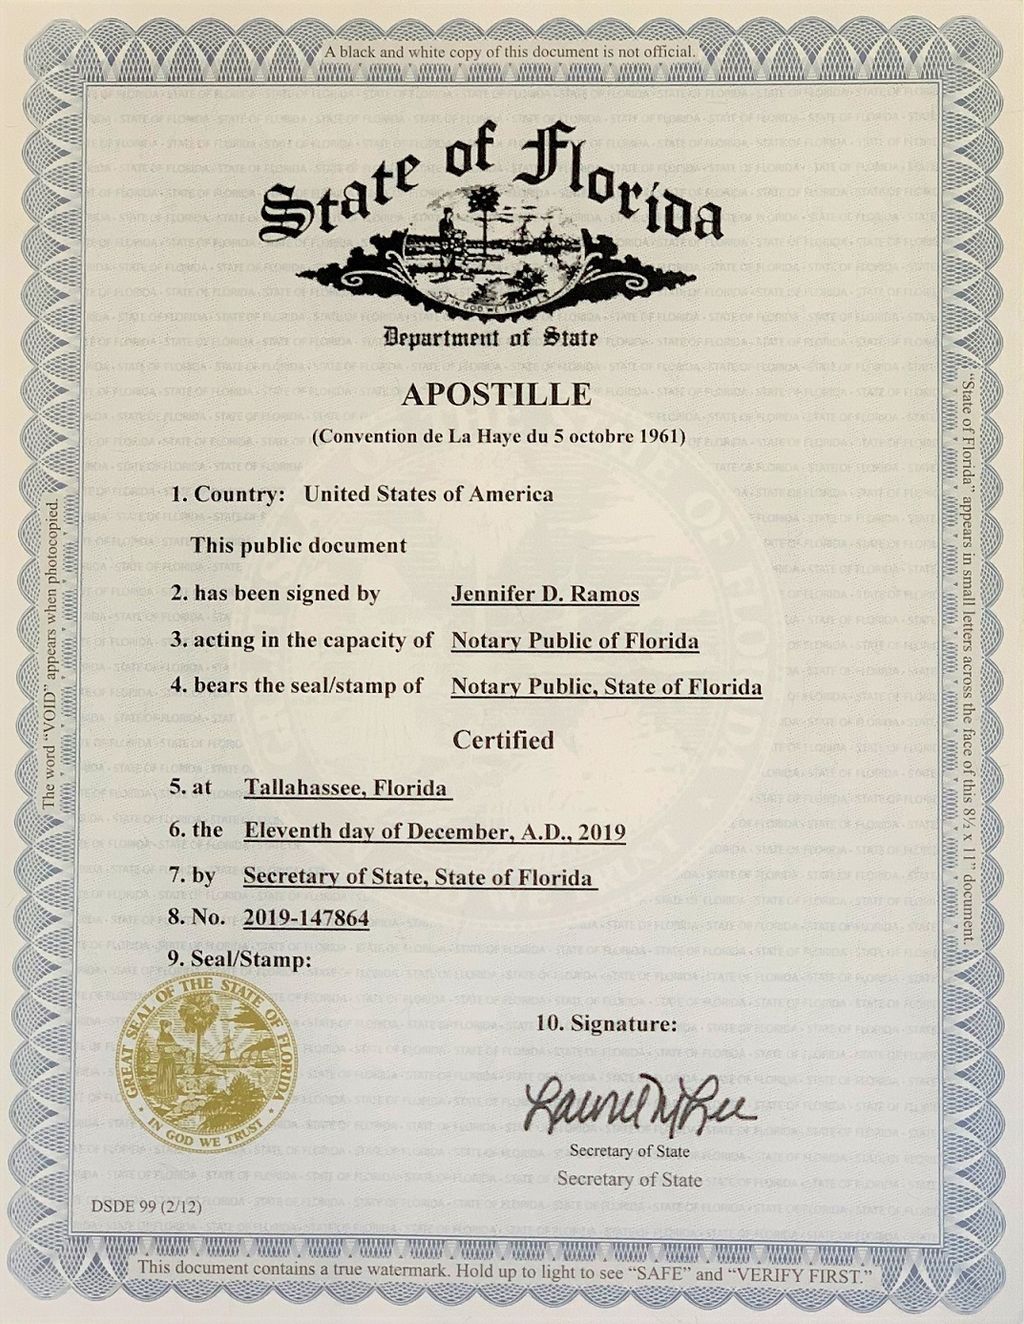 A black and white copy of this document is not official.
State of Florida
IN GOD WE TRUST
Department of State
APOSTILLE
(Convention de La Haye du 5 octobre 1961)
1. Country: United States of America
This public document
2. has been signed by Jennifer D. Ramos
3. acting in the capacity of Notary Public of Florida
4. bears the seal/stamp of Notary Public, State of Florida
Certified
5. at Tallahassee, Florida
6. the Eleventh day of December, A.D., 2019
7. by Secretary of State, State of Florida
8. No. 2019-147864
9. Seal/Stamp:
GREAT SEAL OF THE STATE OF FLORIDA
IN GOD WE TRUST
10. Signature:
Laurel M Lee
Secretary of State
Secretary of State
DSDE 99 (2/12)
The word "VOID" appears when photocopied.
"State of Florida" appears in small letters across the face of this 8½ x 11" document.
This document contains a true watermark. Hold up to light to see "SAFE" and "VERIFY FIRST."